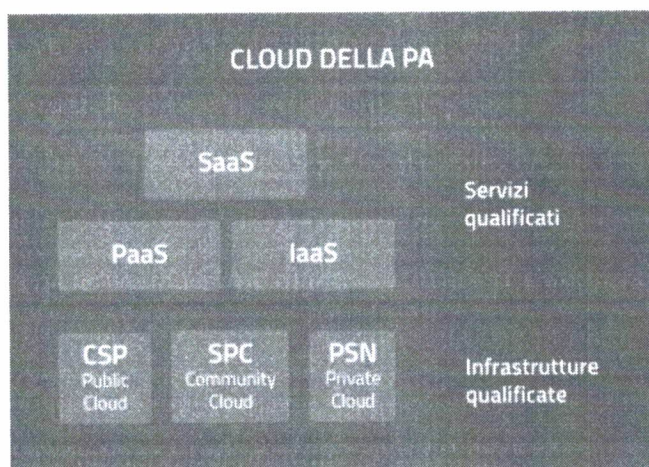 CLOUD DELLA PA
SaaS
Servizi
qualificati
PaaS
IaaS
CSP
Public
Cloud
SPC
Community
Cloud
PSN
Private
Cloud
Infrastrutture
qualificate